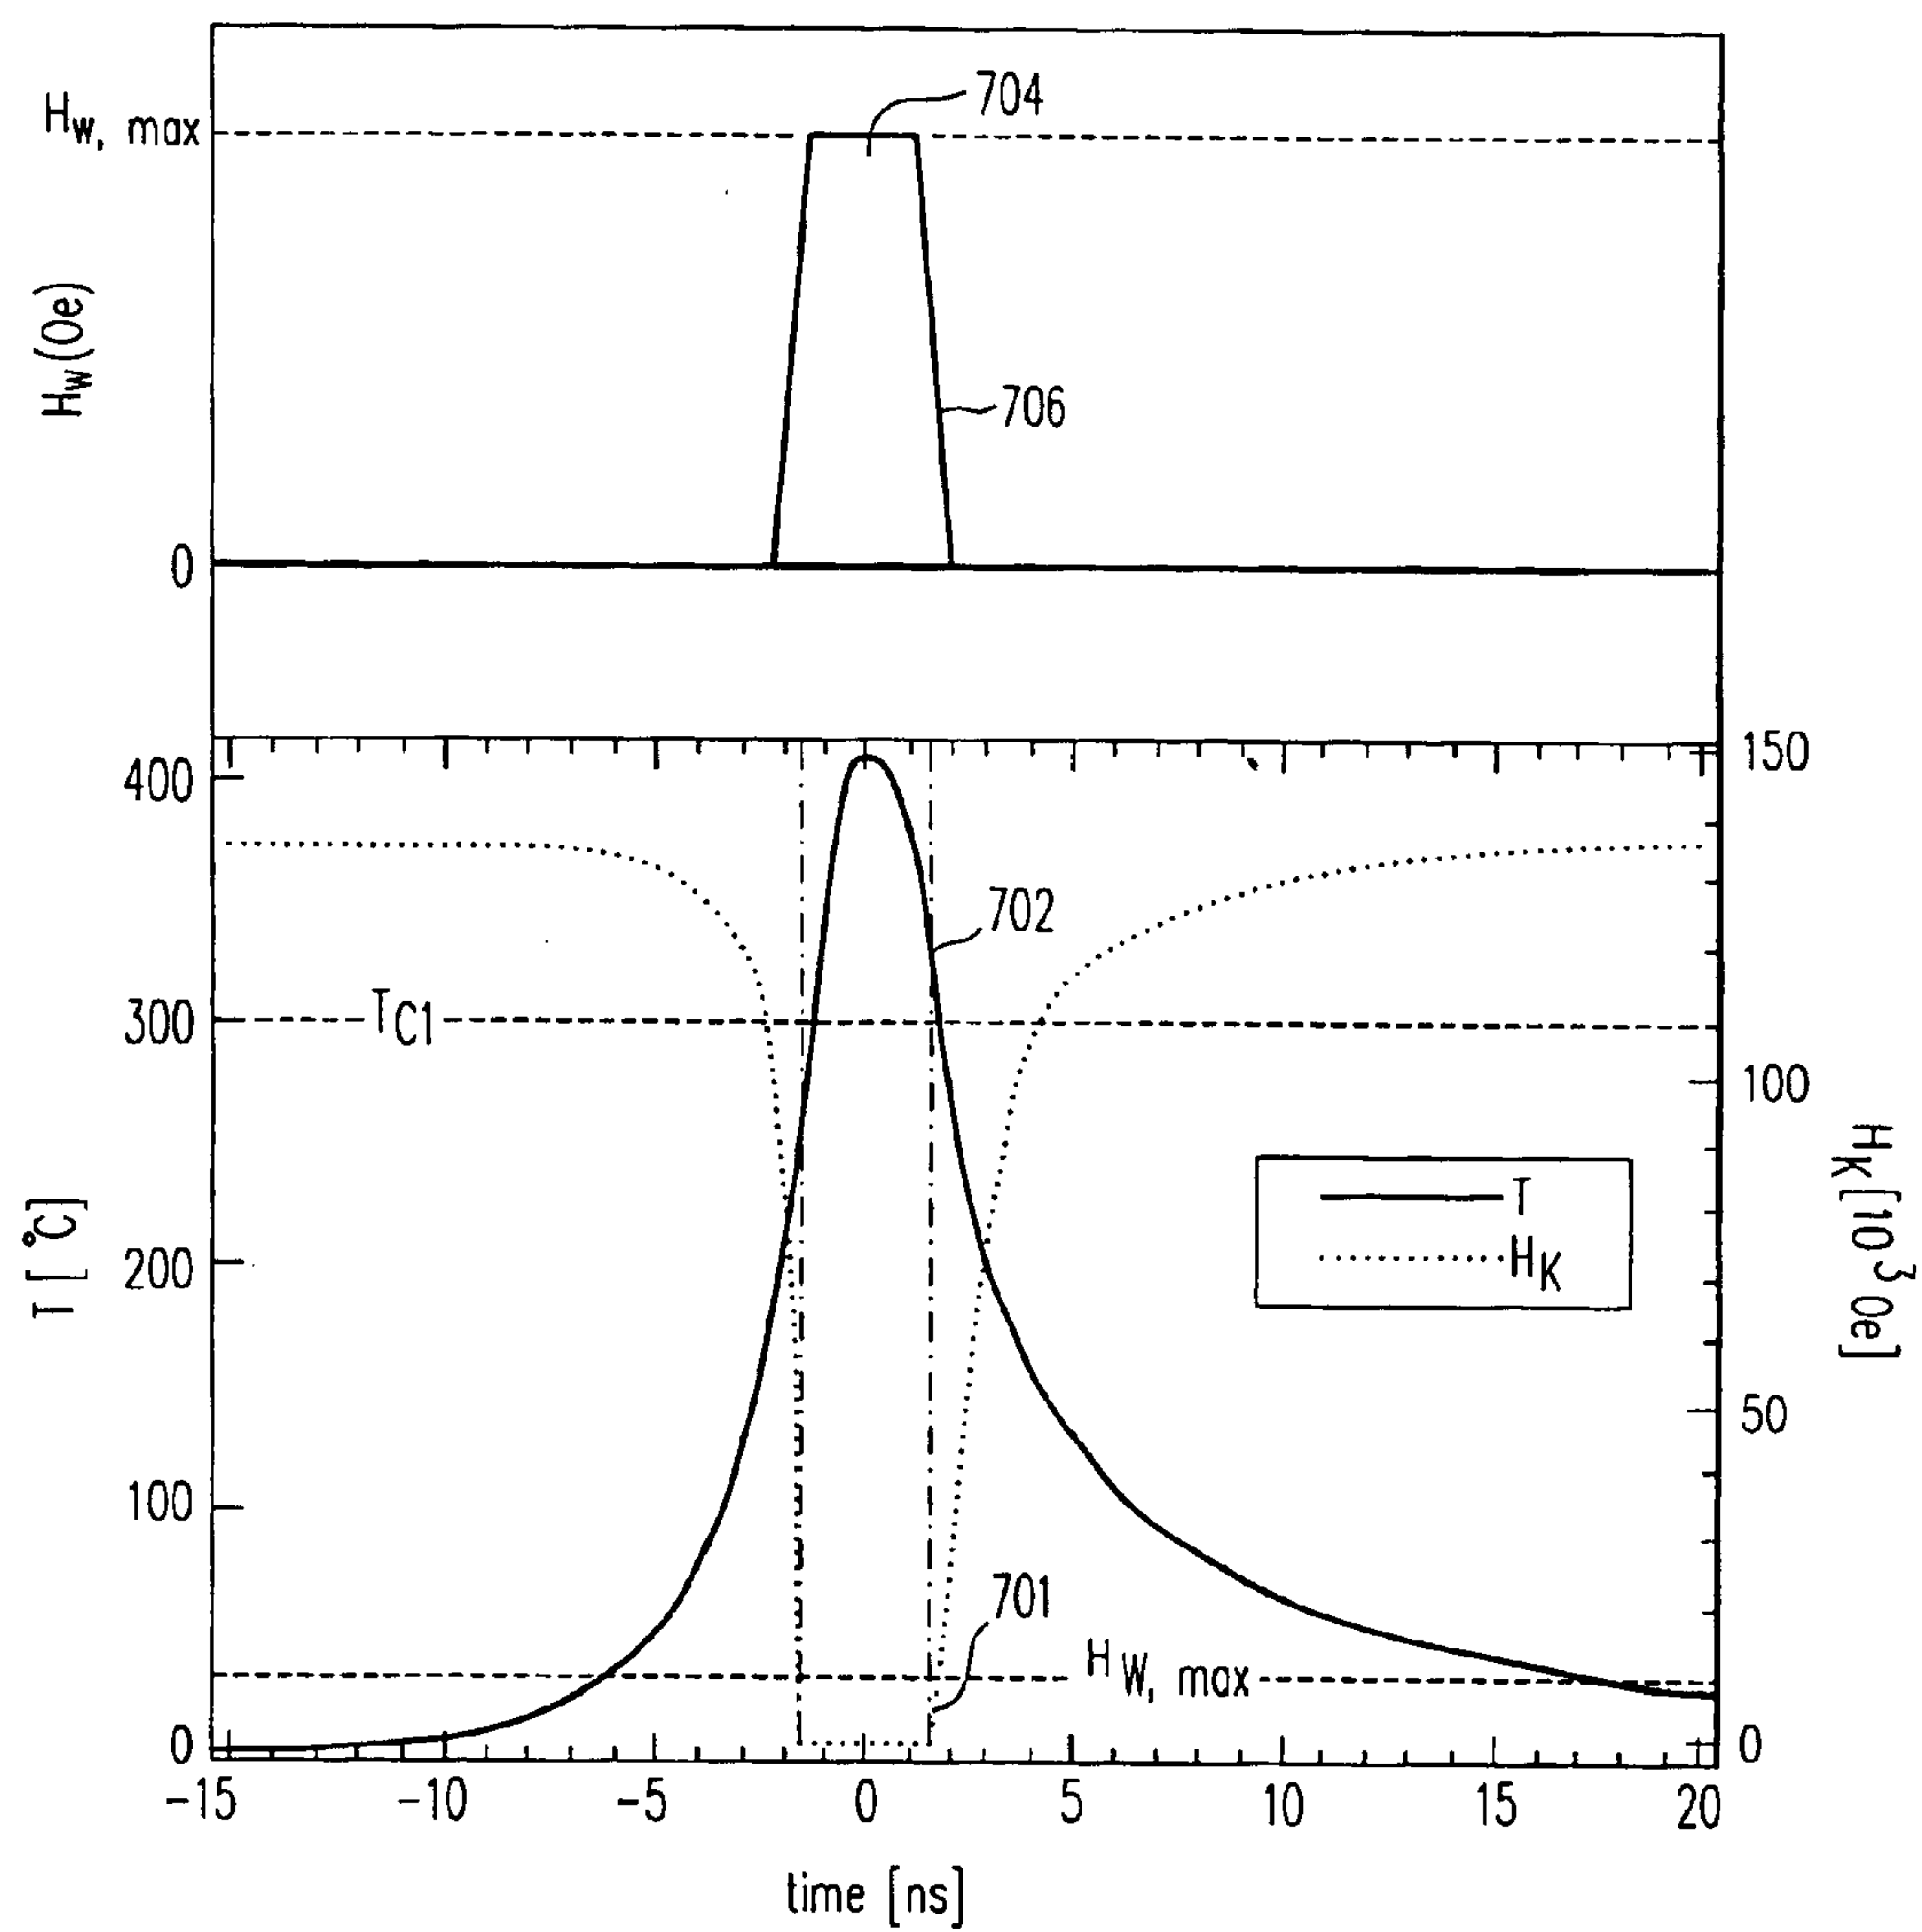 704
H_W, max
H_W (Oe)
706
0
400
150
702
300
T_C1
100
T [°C]
H_K [10^3 Oe]
T
H_K
200
50
100
701
H_W, max
0
0
-15 -10 -5 0 5 10 15 20
time [ns]